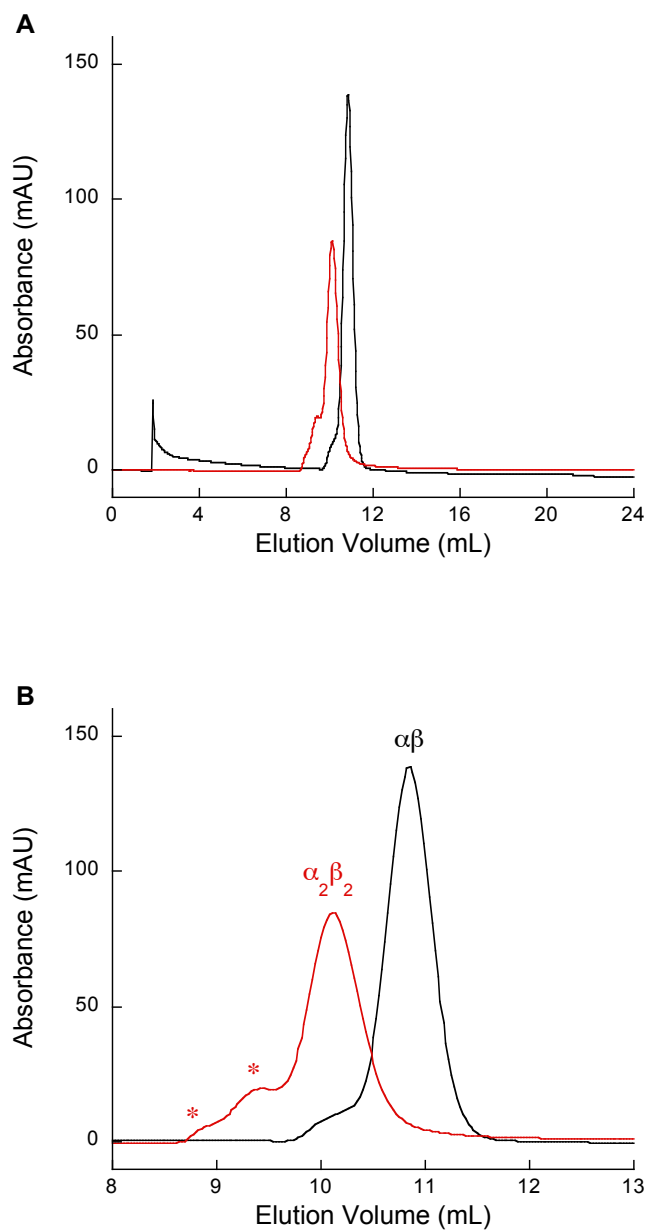 A
150
100
50
0
Absorbance (mAU)
0 4 8 12 16 20 24
Elution Volume (mL)
B
150
αβ
α₂β₂
100
50
* *
0
Absorbance (mAU)
8 9 10 11 12 13
Elution Volume (mL)